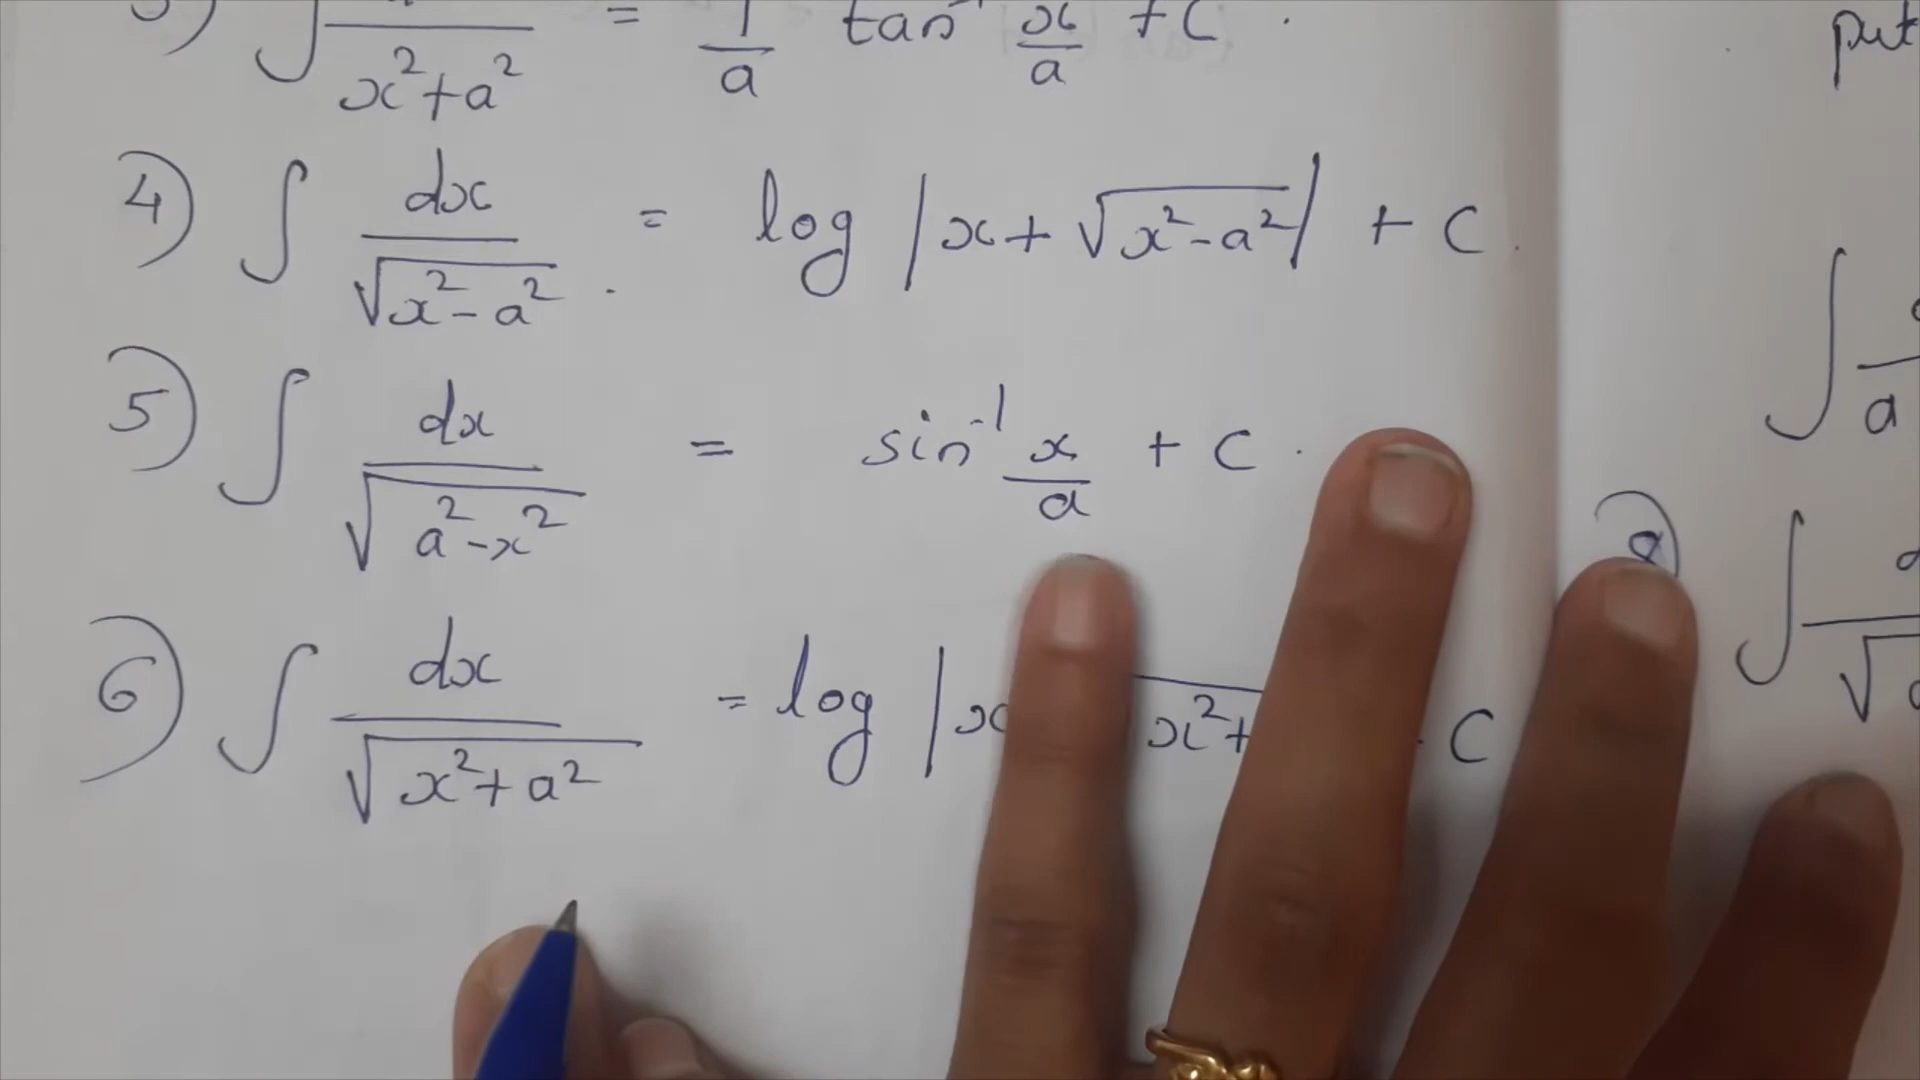 3) ∫ / x²+a² = 1/a tan⁻¹ x/a + C.
4) ∫ dx/√x²-a². = log |x+√x²-a²| + C.
5) ∫ dx/√a²-x² = sin⁻¹ x/a + C.
6) ∫ dx/√x²+a² = log |x x²+ C
put
∫ a
∫ √